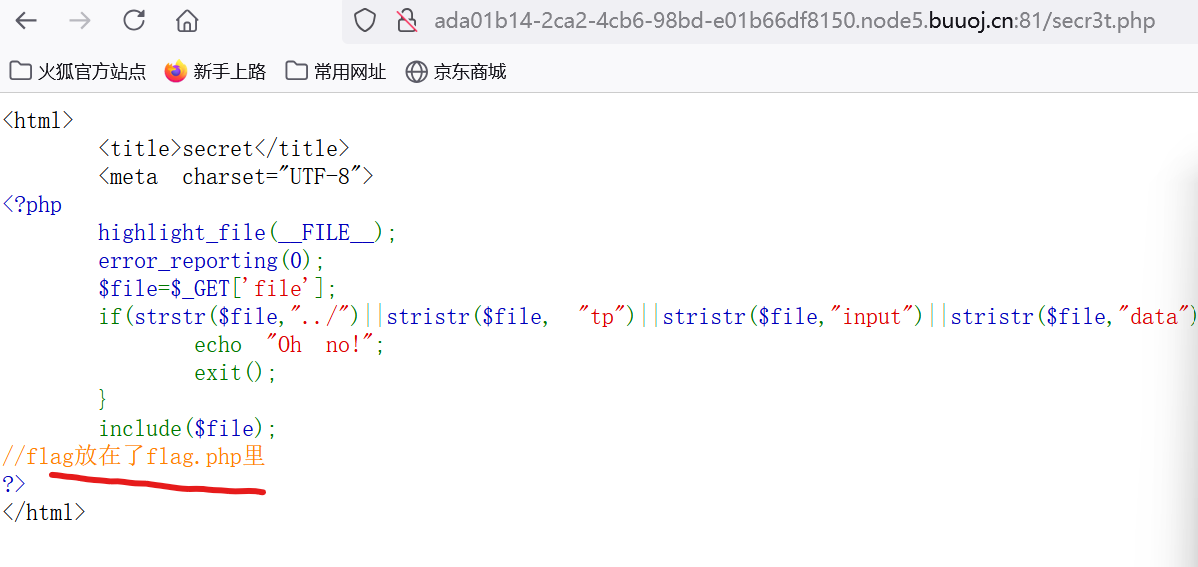 ada01b14-2ca2-4cb6-98bd-e01b66df8150.node5.buuoj.cn:81/secr3t.php
火狐官方站点 新手上路 常用网址 京东商城
<html>
<title>secret</title>
<meta charset="UTF-8">
<?php
highlight_file(__FILE__);
error_reporting(0);
$file=$_GET['file'];
if(strstr($file,"../")||stristr($file, "tp")||stristr($file,"input")||stristr($file,"data")
echo "Oh no!";
exit();
}
include($file);
//flag放在了flag.php里
?>
</html>